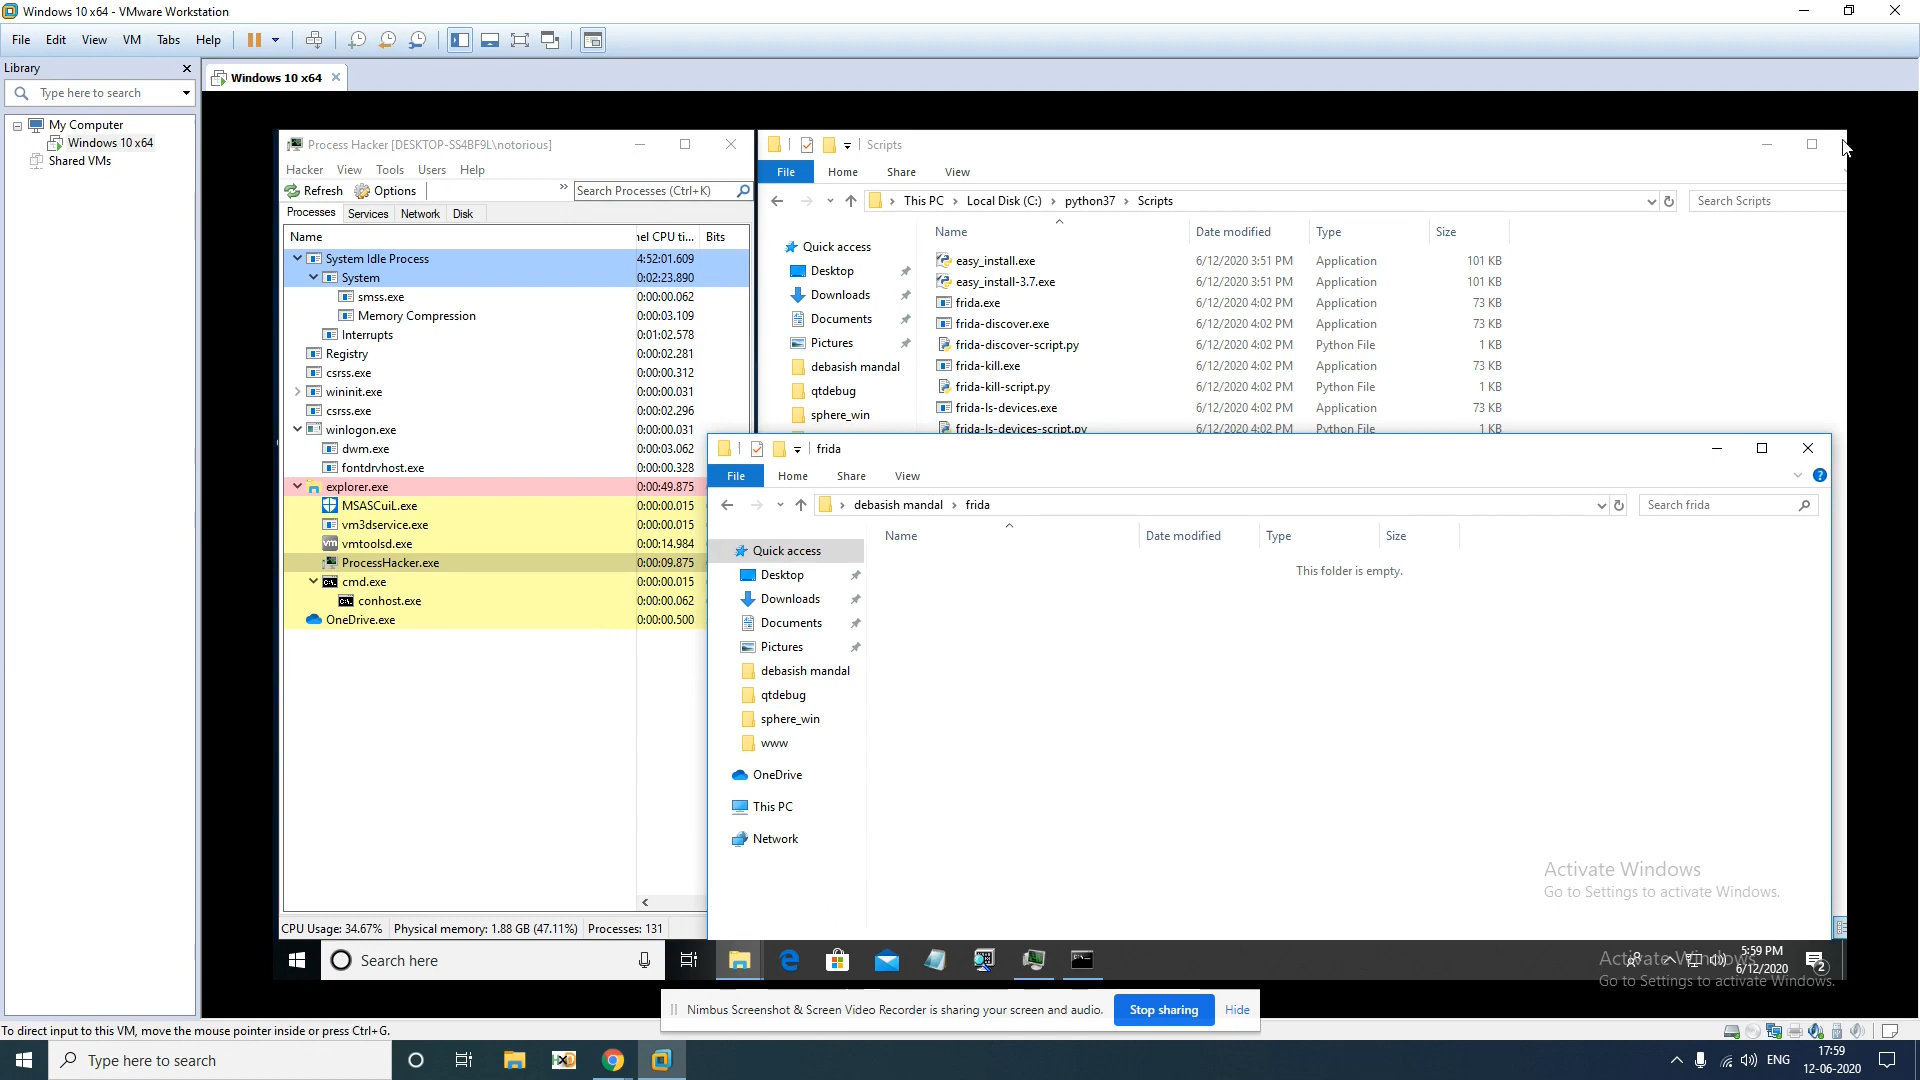 Windows 10 x64 - VMware Workstation
File Edit View VM Tabs Help
Library
Type here to search
My Computer
Windows 10 x64
Shared VMs
Windows 10 x64
Process Hacker [DESKTOP-SS4BF9L\notorious]
Hacker View Tools Users Help
Refresh Options » Search Processes (Ctrl+K)
Processes Services Network Disk
Name nel CPU ti... Bits
System Idle Process 4:52:01.609
System 0:02:23.890
smss.exe 0:00:00.062
Memory Compression 0:00:03.109
Interrupts 0:01:02.578
Registry 0:00:02.281
csrss.exe 0:00:00.312
wininit.exe 0:00:00.031
csrss.exe 0:00:02.296
winlogon.exe 0:00:00.031
dwm.exe 0:00:03.062
fontdrvhost.exe 0:00:00.328
explorer.exe 0:00:49.875
MSASCuiL.exe 0:00:00.015
vm3dservice.exe 0:00:00.015
vmtoolsd.exe 0:00:14.984
ProcessHacker.exe 0:00:09.875
cmd.exe 0:00:00.015
conhost.exe 0:00:00.062
OneDrive.exe 0:00:00.500
CPU Usage: 34.67% Physical memory: 1.88 GB (47.11%) Processes: 131
Scripts
File Home Share View
This PC Local Disk (C:) python37 Scripts
Search Scripts
Quick access
Desktop
Downloads
Documents
Pictures
debasish mandal
qtdebug
sphere_win
Name Date modified Type Size
easy_install.exe 6/12/2020 3:51 PM Application 101 KB
easy_install-3.7.exe 6/12/2020 3:51 PM Application 101 KB
frida.exe 6/12/2020 4:02 PM Application 73 KB
frida-discover.exe 6/12/2020 4:02 PM Application 73 KB
frida-discover-script.py 6/12/2020 4:02 PM Python File 1 KB
frida-kill.exe 6/12/2020 4:02 PM Application 73 KB
frida-kill-script.py 6/12/2020 4:02 PM Python File 1 KB
frida-ls-devices.exe 6/12/2020 4:02 PM Application 73 KB
frida-ls-devices-script.py 6/12/2020 4:02 PM Python File 1 KB
frida
File Home Share View
debasish mandal frida
Search frida
Name Date modified Type Size
This folder is empty.
Quick access
Desktop
Downloads
Documents
Pictures
debasish mandal
qtdebug
sphere_win
www
OneDrive
This PC
Network
Activate Windows
Go to Settings to activate Windows.
Search here
Activate Windows
Go to Settings to activate Windows.
5:59 PM
6/12/2020
2
Nimbus Screenshot & Screen Video Recorder is sharing your screen and audio. Stop sharing Hide
To direct input to this VM, move the mouse pointer inside or press Ctrl+G.
Type here to search
ENG
17:59
12-06-2020